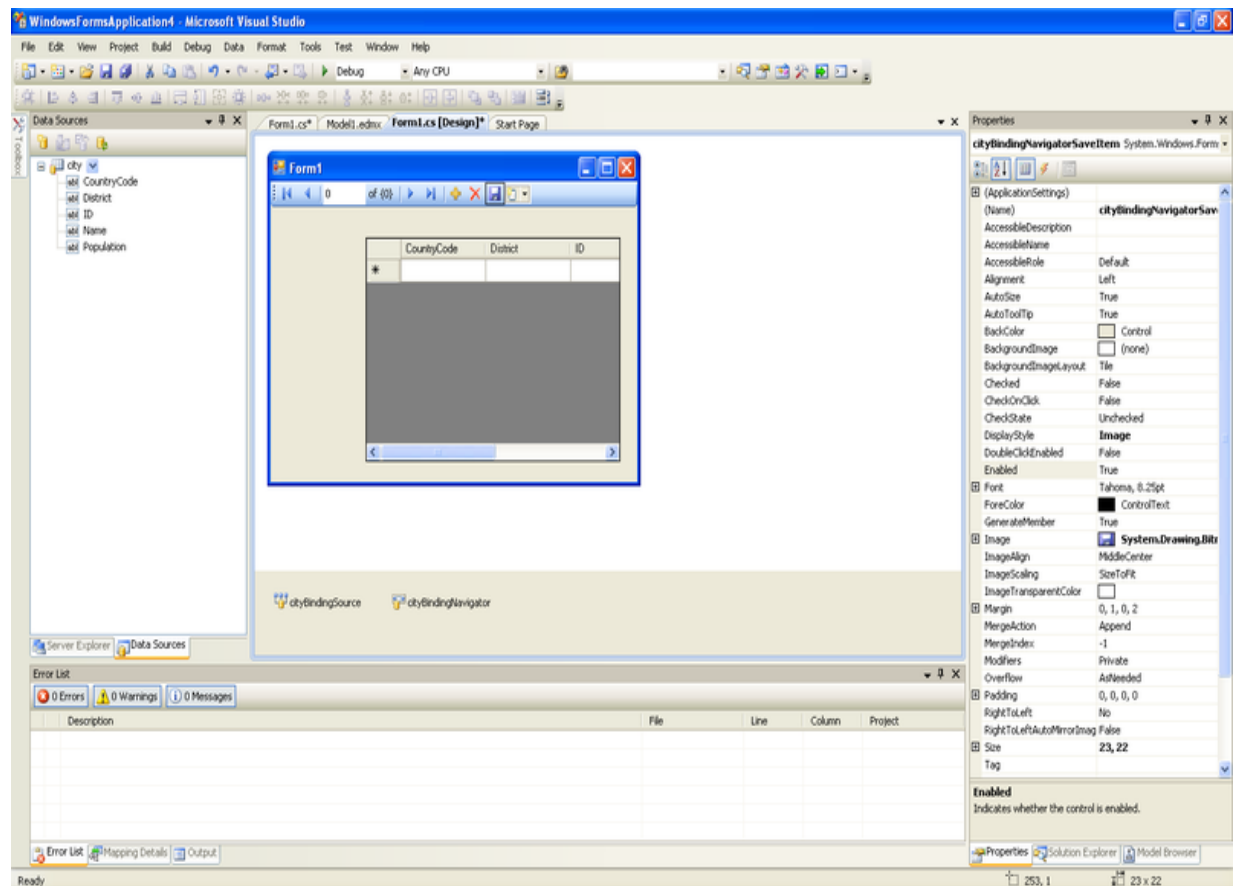 WindowsFormsApplication4 - Microsoft Visual Studio
File Edit View Project Build Debug Data Format Tools Test Window Help
Debug Any CPU
Data Sources
Toolbox
city
CountryCode
District
ID
Name
Population
Server Explorer Data Sources
Form1.cs* Model1.edmx Form1.cs [Design]* Start Page
Form1
0 of {0}
CountryCode District ID
cityBindingSource cityBindingNavigator
Error List
0 Errors 0 Warnings 0 Messages
Description File Line Column Project
Error List Mapping Details Output
Properties
cityBindingNavigatorSaveItem System.Windows.Form
(ApplicationSettings)
(Name) cityBindingNavigatorSav
AccessibleDescription
AccessibleName
AccessibleRole Default
Alignment Left
AutoSize True
AutoToolTip True
BackColor Control
BackgroundImage (none)
BackgroundImageLayout Tile
Checked False
CheckOnClick False
CheckState Unchecked
DisplayStyle Image
DoubleClickEnabled False
Enabled True
Font Tahoma, 8.25pt
ForeColor ControlText
GenerateMember True
Image System.Drawing.Bitm
ImageAlign MiddleCenter
ImageScaling SizeToFit
ImageTransparentColor
Margin 0, 1, 0, 2
MergeAction Append
MergeIndex -1
Modifiers Private
Overflow AsNeeded
Padding 0, 0, 0, 0
RightToLeft No
RightToLeftAutoMirrorImag False
Size 23, 22
Tag
Enabled
Indicates whether the control is enabled.
Properties Solution Explorer Model Browser
Ready 253, 1 23 x 22